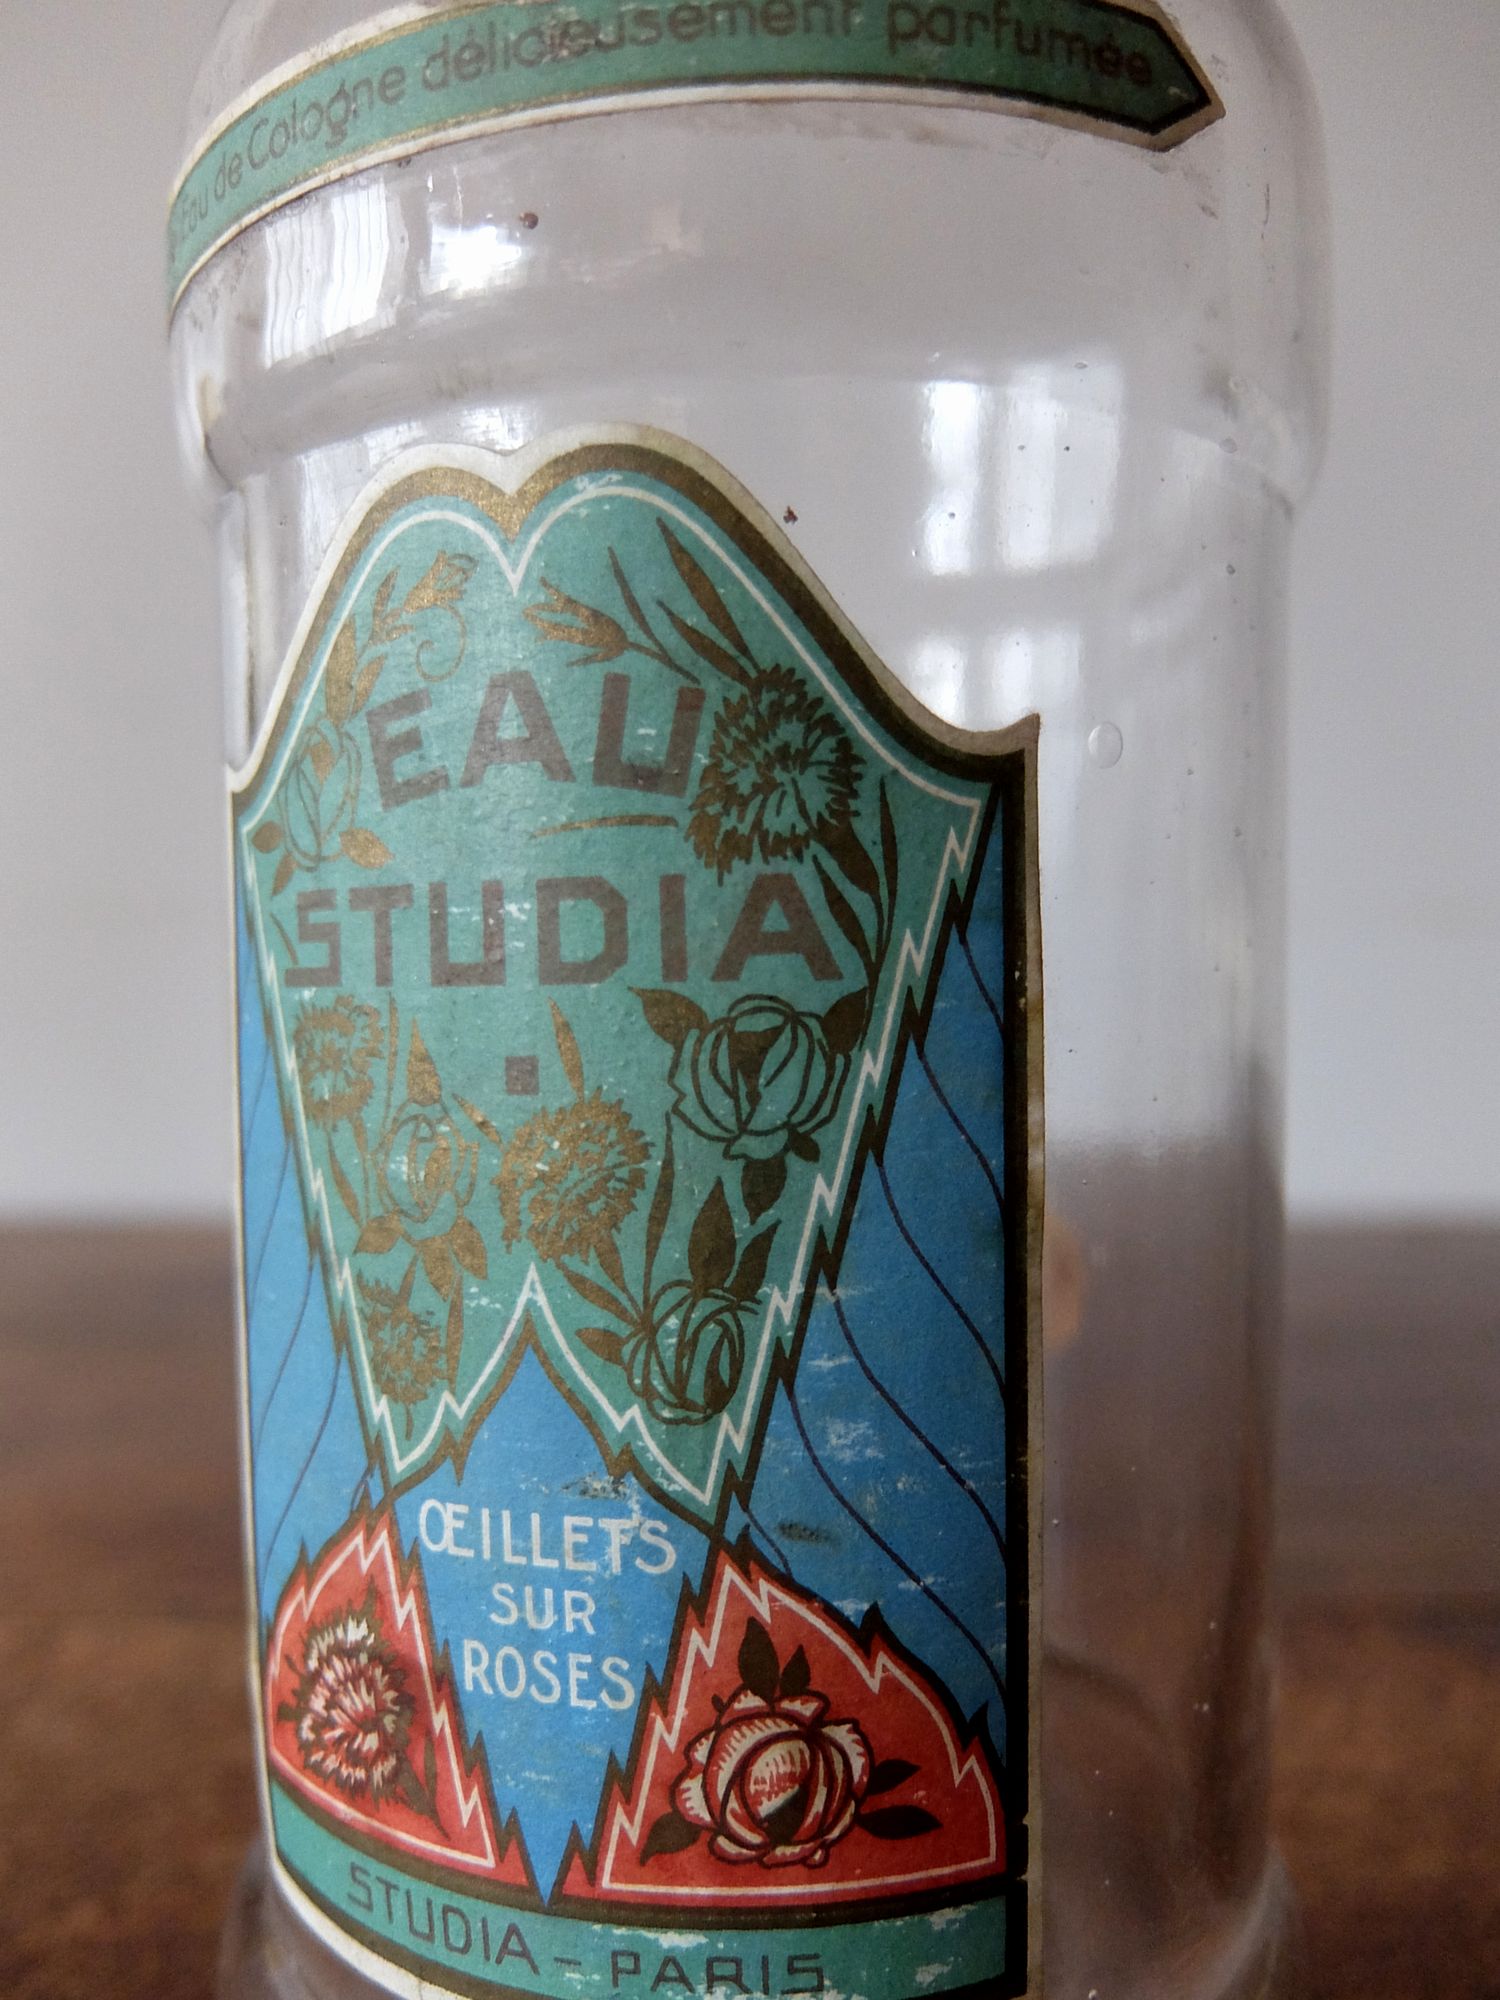 Eau de Cologne délicieusement parfumée
EAU
STUDIA
ŒILLETS
SUR
ROSES
STUDIA - PARIS